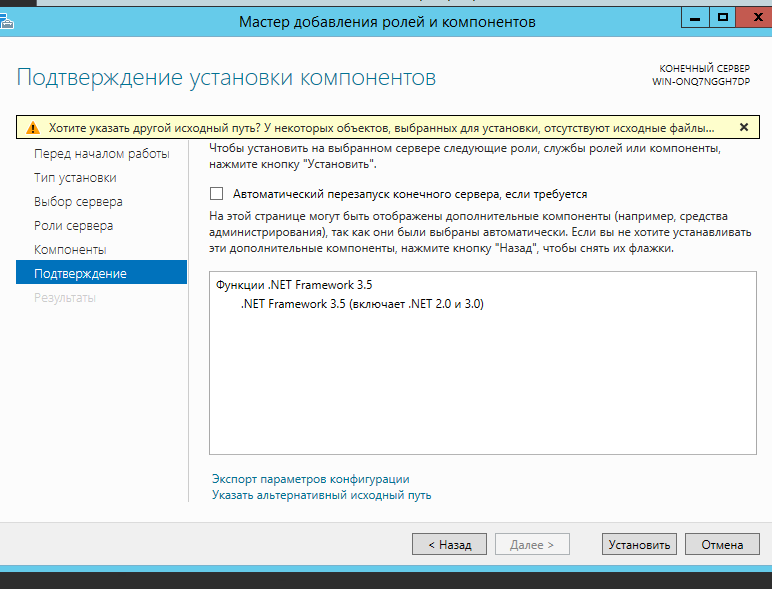 Мастер добавления ролей и компонентов
Подтверждение установки компонентов
КОНЕЧНЫЙ СЕРВЕР
WIN-ONQ7NGGH7DP
Хотите указать другой исходный путь? У некоторых объектов, выбранных для установки, отсутствуют исходные файлы...
Перед началом работы
Тип установки
Выбор сервера
Роли сервера
Компоненты
Подтверждение
Результаты
Чтобы установить на выбранном сервере следующие роли, службы ролей или компоненты,
нажмите кнопку "Установить".
Автоматический перезапуск конечного сервера, если требуется
На этой странице могут быть отображены дополнительные компоненты (например, средства
администрирования), так как они были выбраны автоматически. Если вы не хотите устанавливать
эти дополнительные компоненты, нажмите кнопку "Назад", чтобы снять их флажки.
Функции .NET Framework 3.5
.NET Framework 3.5 (включает .NET 2.0 и 3.0)
Экспорт параметров конфигурации
Указать альтернативный исходный путь
< Назад
Далее >
Установить
Отмена